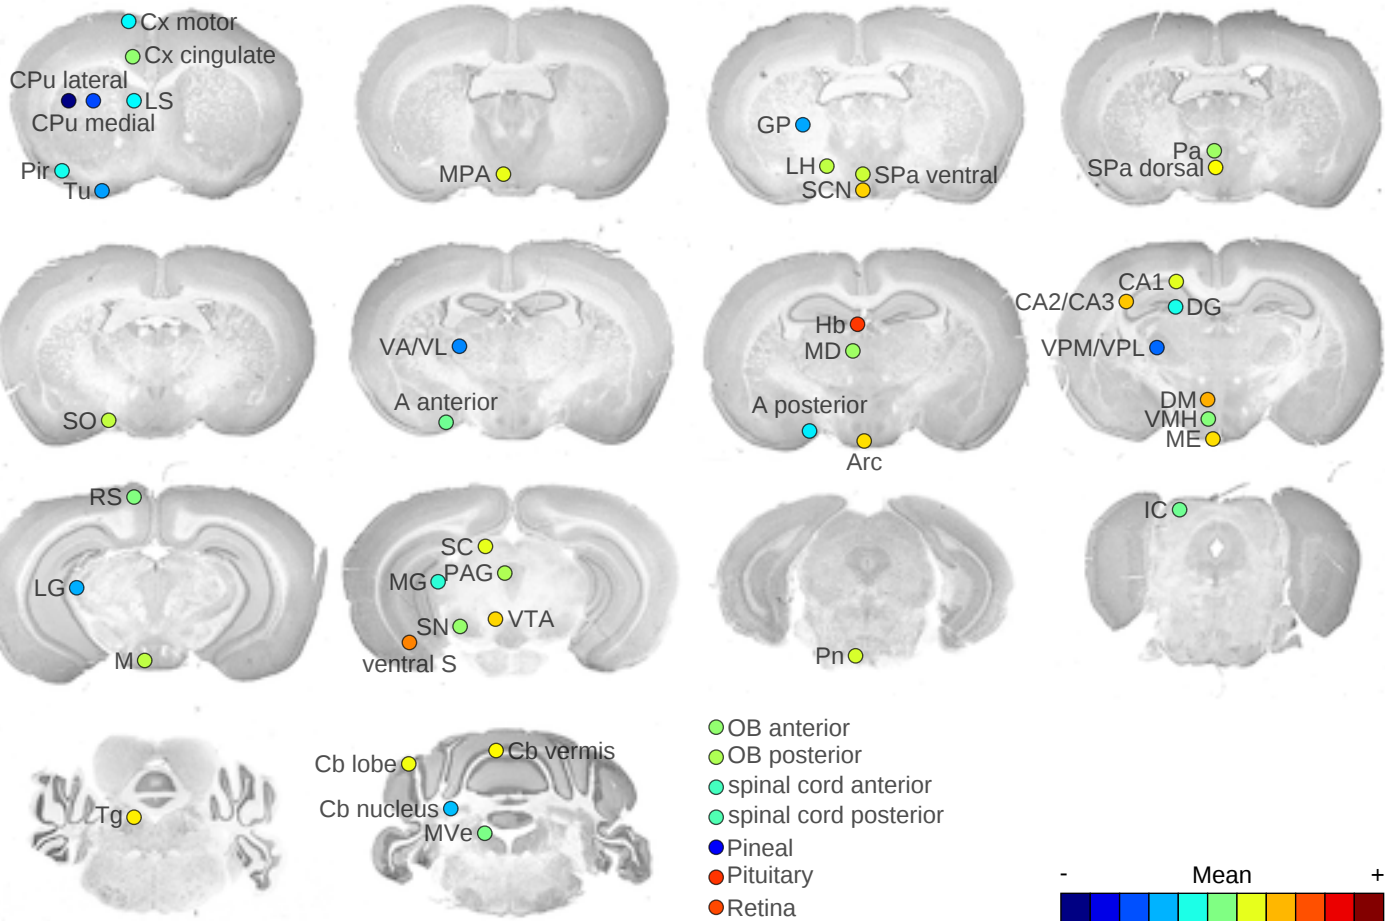 Cx motor
Cx cingulate
CPu lateral
LS
CPu medial
Pir
Tu
MPA
GP
LH
SPa ventral
SCN
Pa
SPa dorsal
SO
VA/VL
A anterior
Hb
MD
A posterior
Arc
CA1
CA2/CA3
DG
VPM/VPL
DM
VMH
ME
RS
LG
M
SC
MG
PAG
SN
VTA
ventral S
Pn
IC
Tg
Cb lobe
Cb vermis
Cb nucleus
MVe
OB anterior
OB posterior
spinal cord anterior
spinal cord posterior
Pineal
Pituitary
Retina
- Mean +